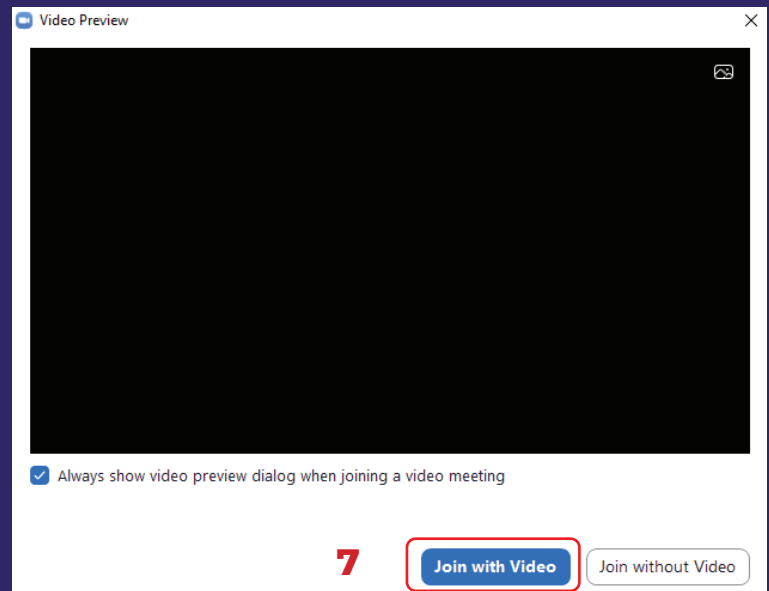 Video Preview
Always show video preview dialog when joining a video meeting
7
Join with Video
Join without Video